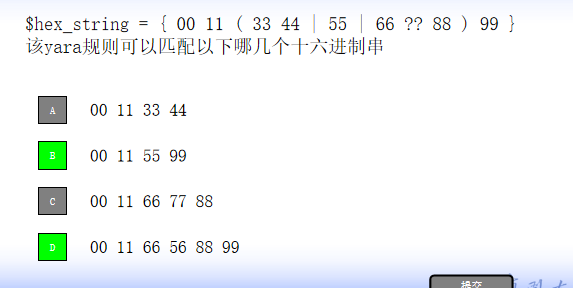 $hex_string = { 00 11 ( 33 44 | 55 | 66 ?? 88 ) 99 }
该yara规则可以匹配以下哪几个十六进制串
A 00 11 33 44
B 00 11 55 99
C 00 11 66 77 88
D 00 11 66 56 88 99
提交